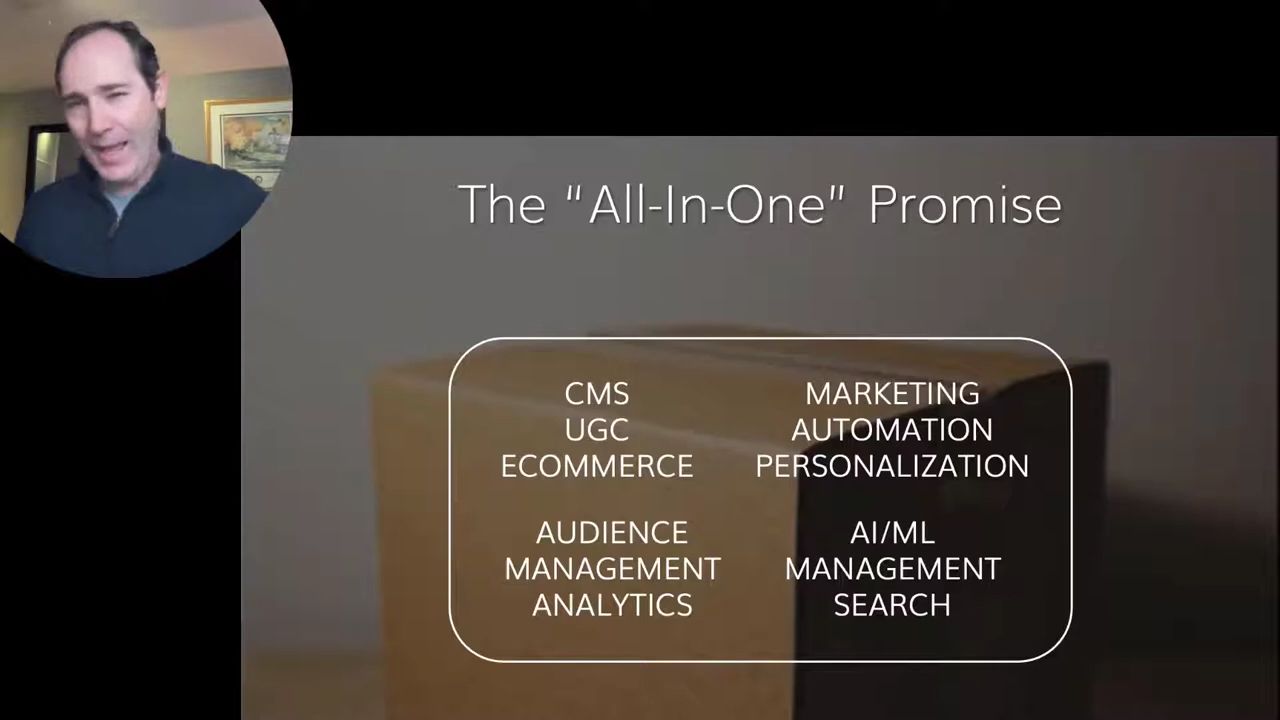 The “All-In-One” Promise
CMS
UGC
ECOMMERCE
MARKETING
AUTOMATION
PERSONALIZATION
AUDIENCE
MANAGEMENT
ANALYTICS
AI/ML
MANAGEMENT
SEARCH